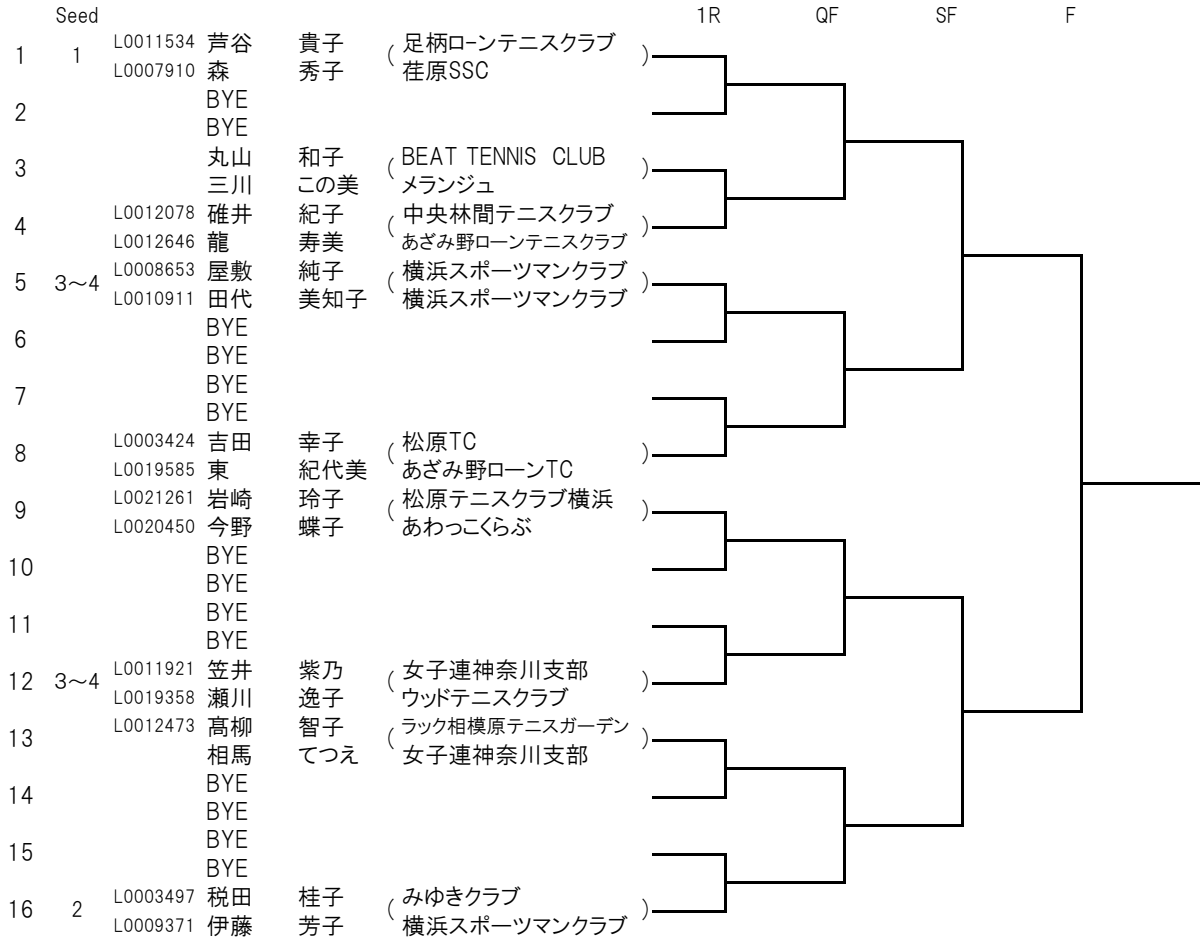 Seed 1R QF SF F
L0011534 芦谷 貴子 足柄ローンテニスクラブ
1 1 ( )
L0007910 森 秀子 荏原SSC
BYE
2
BYE
丸山 和子 BEAT TENNIS CLUB
3 ( )
三川 この美 メランジュ
L0012078 碓井 紀子 中央林間テニスクラブ
4 ( )
L0012646 龍 寿美 あざみ野ローンテニスクラブ
L0008653 屋敷 純子 横浜スポーツマンクラブ
5 3～4 ( )
L0010911 田代 美知子 横浜スポーツマンクラブ
BYE
6
BYE
BYE
7
BYE
L0003424 吉田 幸子 松原TC
8 ( )
L0019585 東 紀代美 あざみ野ローンTC
L0021261 岩崎 玲子 松原テニスクラブ横浜
9 ( )
L0020450 今野 蝶子 あわっこくらぶ
BYE
10
BYE
BYE
11
BYE
L0011921 笠井 紫乃 女子連神奈川支部
12 3～4 ( )
L0019358 瀬川 逸子 ウッドテニスクラブ
L0012473 髙柳 智子 ラック相模原テニスガーデン
13 ( )
相馬 てつえ 女子連神奈川支部
BYE
14
BYE
BYE
15
BYE
L0003497 税田 桂子 みゆきクラブ
16 2 ( )
L0009371 伊藤 芳子 横浜スポーツマンクラブ